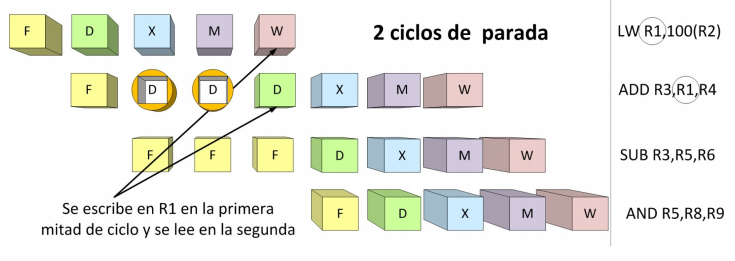 F D X M W 2 ciclos de parada LW R1,100(R2)
F D D D X M W ADD R3,R1,R4
F F F D X M W SUB R3,R5,R6
Se escribe en R1 en la primera
mitad de ciclo y se lee en la segunda
F D X M W AND R5,R8,R9